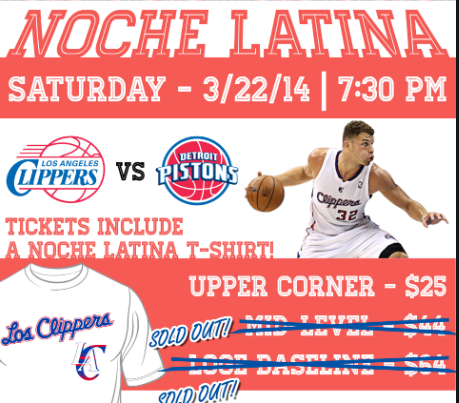 NOCHE LATINA
SATURDAY - 3/22/14 | 7:30 PM
LOS ANGELES
CLIPPERS
VS
DETROIT
PISTONS
Clippers
32
TICKETS INCLUDE
A NOCHE LATINA T-SHIRT!
UPPER CORNER - $25
Los Clippers
LAC
SOLD OUT!
MID-LEVEL - $44
LOGE BASELINE - $64
SOLD OUT!